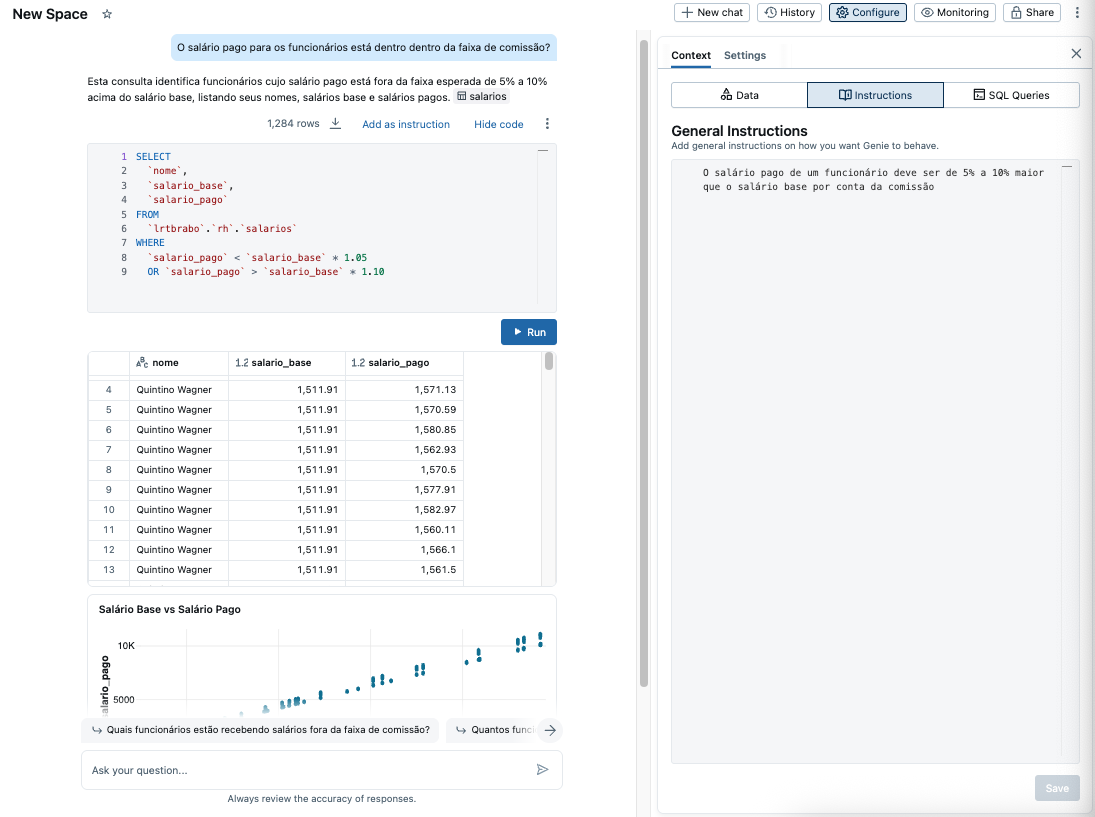 New Space
New chat
History
Configure
Monitoring
Share
O salário pago para os funcionários está dentro dentro da faixa de comissão?
Esta consulta identifica funcionários cujo salário pago está fora da faixa esperada de 5% a 10%
acima do salário base, listando seus nomes, salários base e salários pagos. salarios
1,284 rows
Add as instruction
Hide code
1 SELECT
2 `nome`,
3 `salario_base`,
4 `salario_pago`
5 FROM
6 `lrtbrabo`.`rh`.`salarios`
7 WHERE
8 `salario_pago` < `salario_base` * 1.05
9 OR `salario_pago` > `salario_base` * 1.10
Run
ABC nome 1.2 salario_base 1.2 salario_pago
4 Quintino Wagner 1,511.91 1,571.13
5 Quintino Wagner 1,511.91 1,570.59
6 Quintino Wagner 1,511.91 1,580.85
7 Quintino Wagner 1,511.91 1,562.93
8 Quintino Wagner 1,511.91 1,570.5
9 Quintino Wagner 1,511.91 1,577.91
10 Quintino Wagner 1,511.91 1,582.97
11 Quintino Wagner 1,511.91 1,560.11
12 Quintino Wagner 1,511.91 1,566.1
13 Quintino Wagner 1,511.91 1,561.5
Salário Base vs Salário Pago
10K
5000
alario_pago
Quais funcionários estão recebendo salários fora da faixa de comissão?
Quantos funci
Ask your question...
Always review the accuracy of responses.
Context
Settings
Data
Instructions
SQL Queries
General Instructions
Add general instructions on how you want Genie to behave.
O salário pago de um funcionário deve ser de 5% a 10% maior
que o salário base por conta da comissão
Save